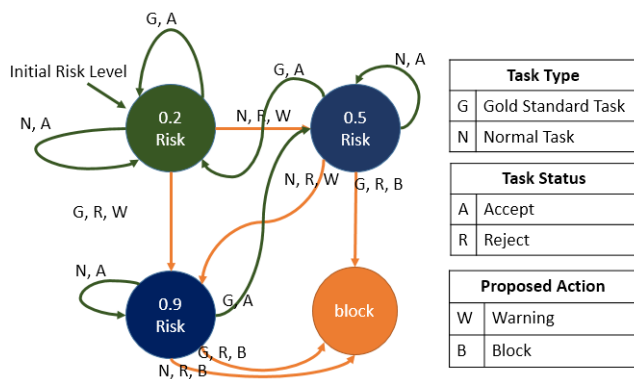 G, A
N, A
Initial Risk Level
G, A
0.2
Risk
N, R, W
0.5
Risk
N, A
N, R, W
G, R, B
G, R, W
N, A
0.9
Risk
G, A
block
G, R, B
N, R, B
Task Type
G Gold Standard Task
N Normal Task
Task Status
A Accept
R Reject
Proposed Action
W Warning
B Block